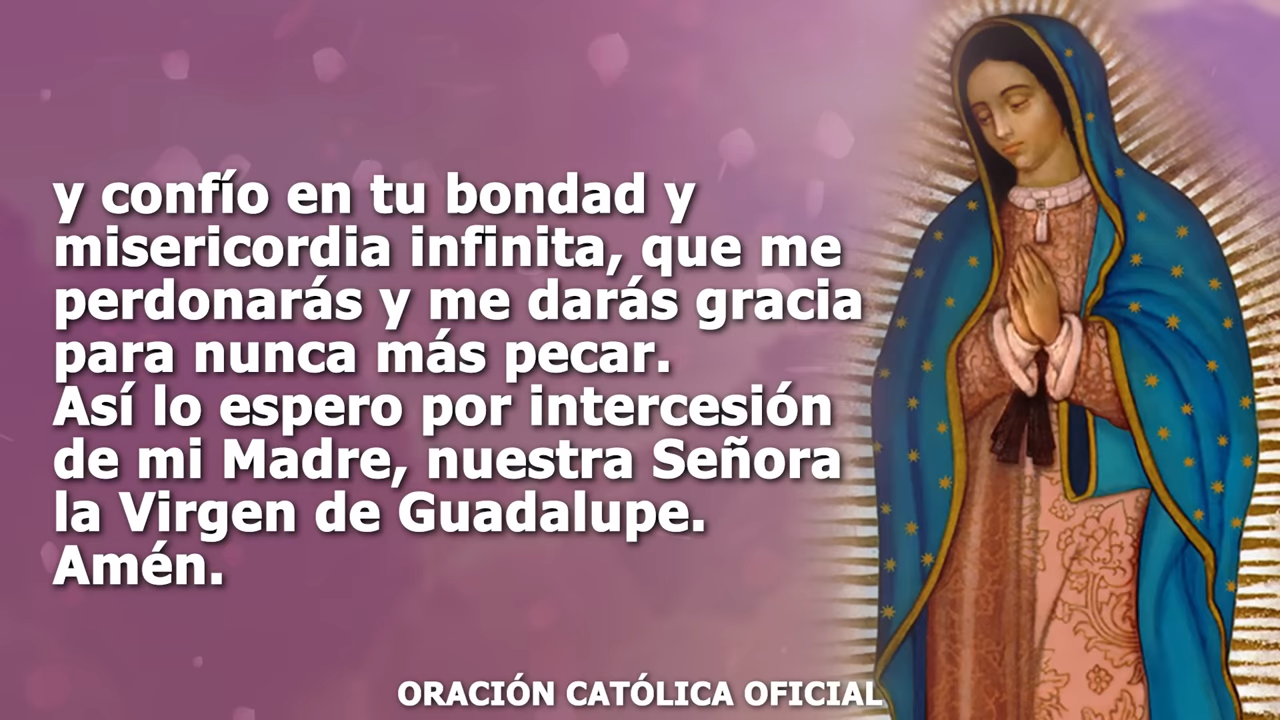 y confío en tu bondad y
misericordia infinita, que me
perdonarás y me darás gracia
para nunca más pecar.
Así lo espero por intercesión
de mi Madre, nuestra Señora
la Virgen de Guadalupe.
Amén.
ORACIÓN CATÓLICA OFICIAL